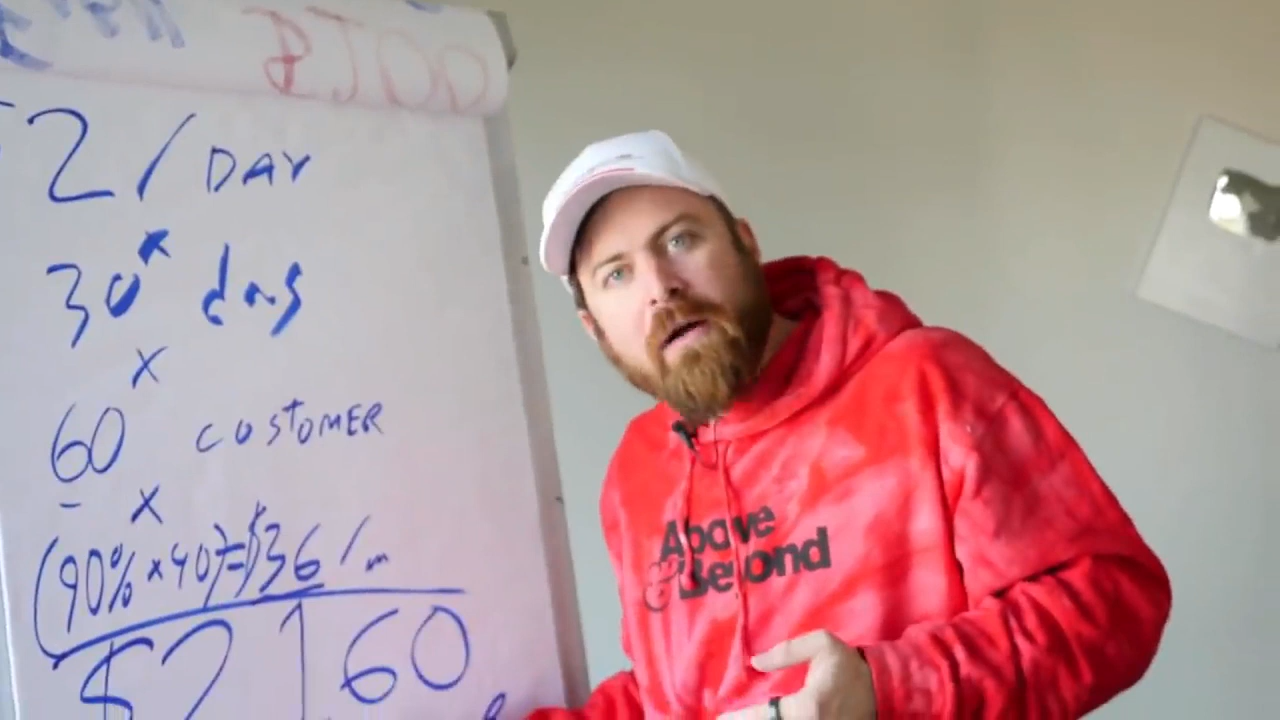 2 / DAY
x
30 days
x
60 CUSTOMER
x
(90% x 40) = $36 / m
$2160
Above
& Beyond